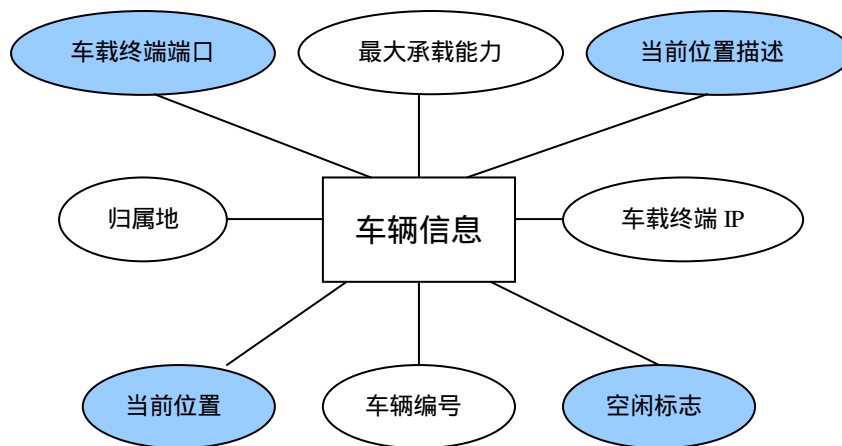 车载终端端口
最大承载能力
当前位置描述
归属地
车辆信息
车载终端 IP
当前位置
车辆编号
空闲标志